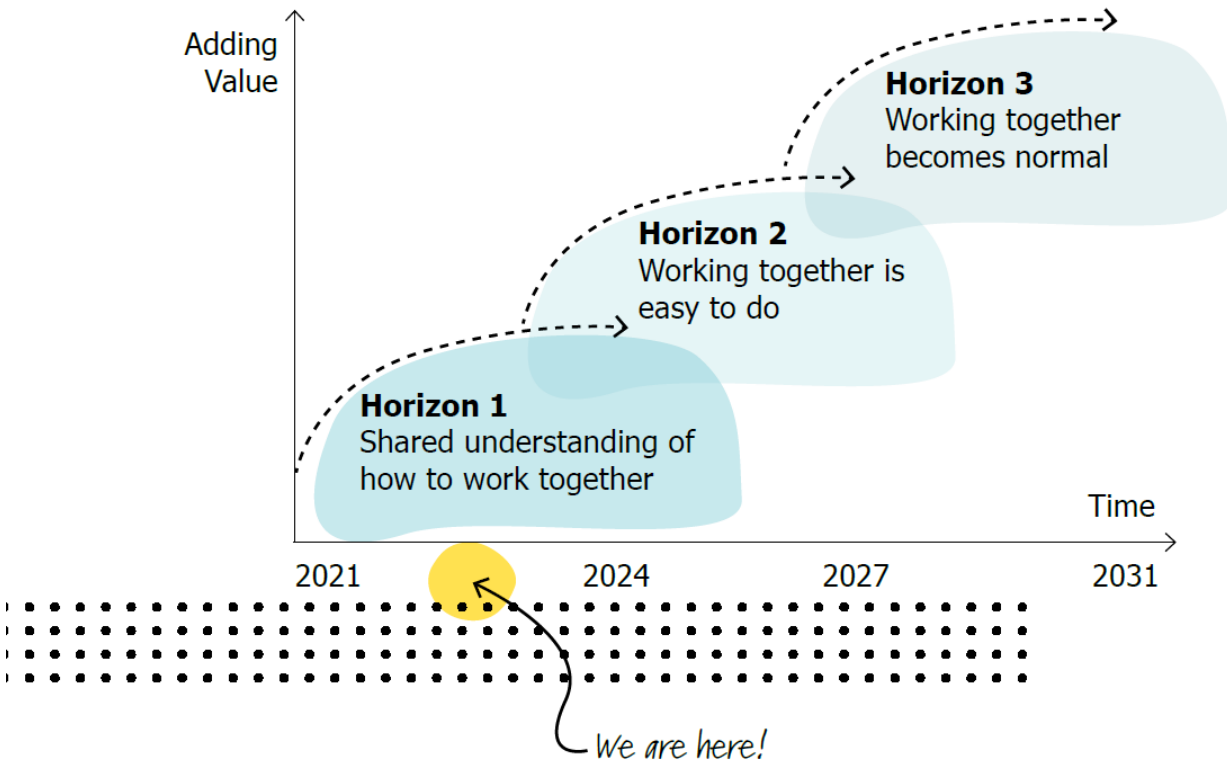 Adding
Value
Horizon 3
Working together
becomes normal
Horizon 2
Working together is
easy to do
Horizon 1
Shared understanding of
how to work together
Time
2021 2024 2027 2031
We are here!